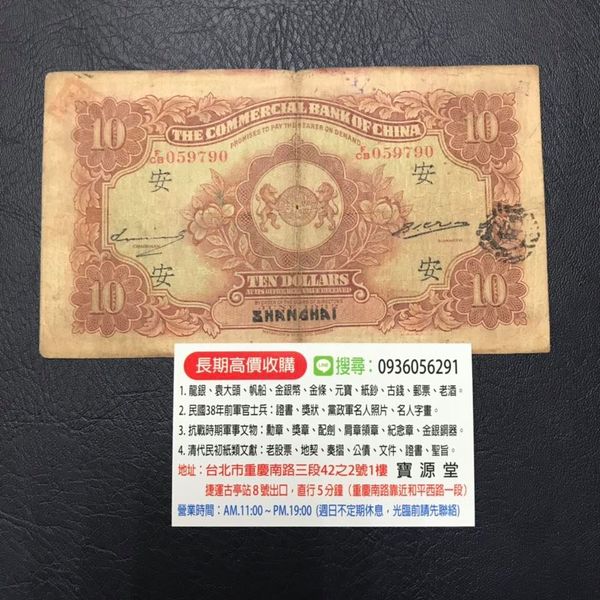 10 10
THE COMMERCIAL BANK OF CHINA
PROMISES TO PAY THE BEARER ON DEMAND
F/CB 059790 F/CB 059790
安 安
安 安
10 10
TEN DOLLARS
SHANGHAI
長期高價收購 LINE 搜尋：0936056291
1. 龍銀、袁大頭、帆船、金銀幣、金條、元寶、紙鈔、古錢、郵票、老酒。
2. 民國38年前軍官士兵：證書、獎狀、黨政軍名人照片、名人字畫。
3. 抗戰時期軍事文物：勳章、獎章、配劍、肩章領章、紀念章、金銀銅器。
4. 清代民初紙類文獻：老股票、地契、奏摺、公債、文件、證書、聖旨。
地址：台北市重慶南路三段42之2號1樓 寶源堂
捷運古亭站8號出口，直行5分鐘（重慶南路靠近和平西路一段）
營業時間：AM.11:00 ~ PM.19:00 (週日不定期休息，光臨前請先聯絡)